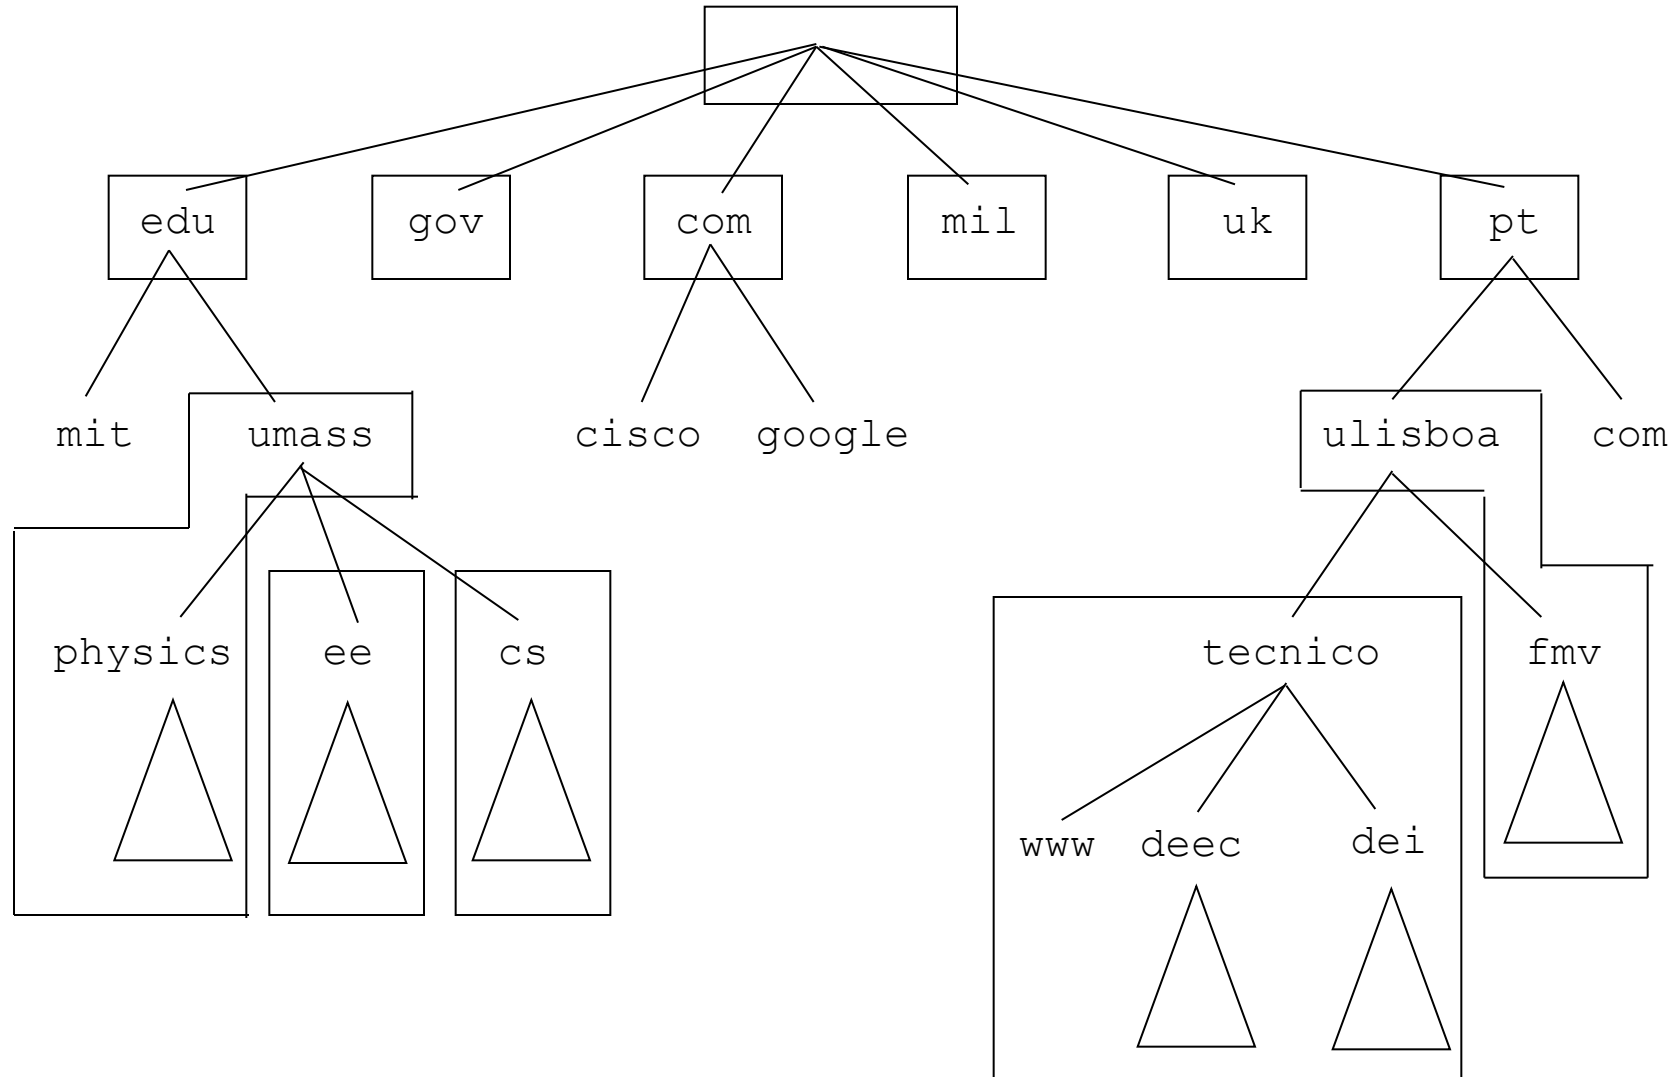 edu gov com mil uk pt
mit umass cisco google ulisboa com
physics ee cs tecnico fmv
www deec dei